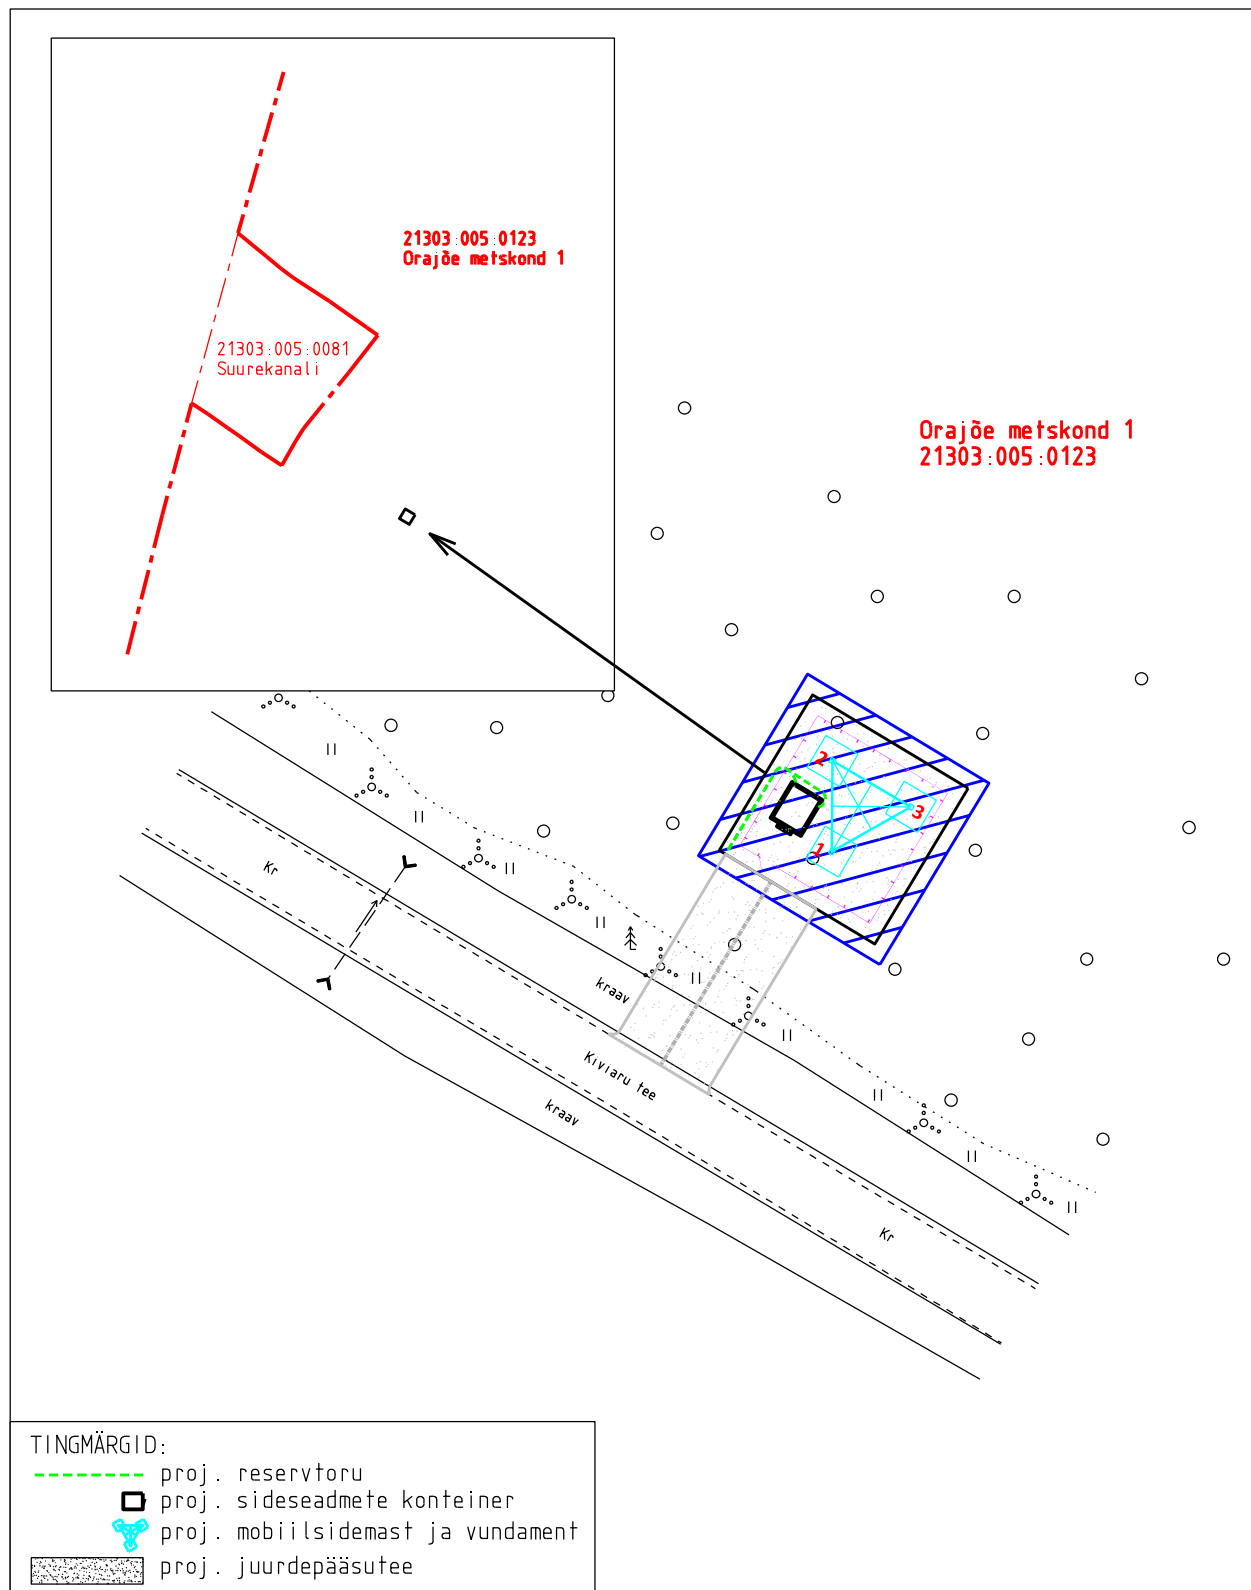 21303:005:0123
Orajõe metskond 1
21303:005:0081
Suurekanali
Orajõe metskond 1
21303:005:0123
2
3
1
Kr
kraav
Kiviaru tee
kraav
Kr
TINGMÄRGID:
proj. reservtoru
proj. sideseadmete konteiner
proj. mobiilsidemast ja vundament
proj. juurdepääsutee